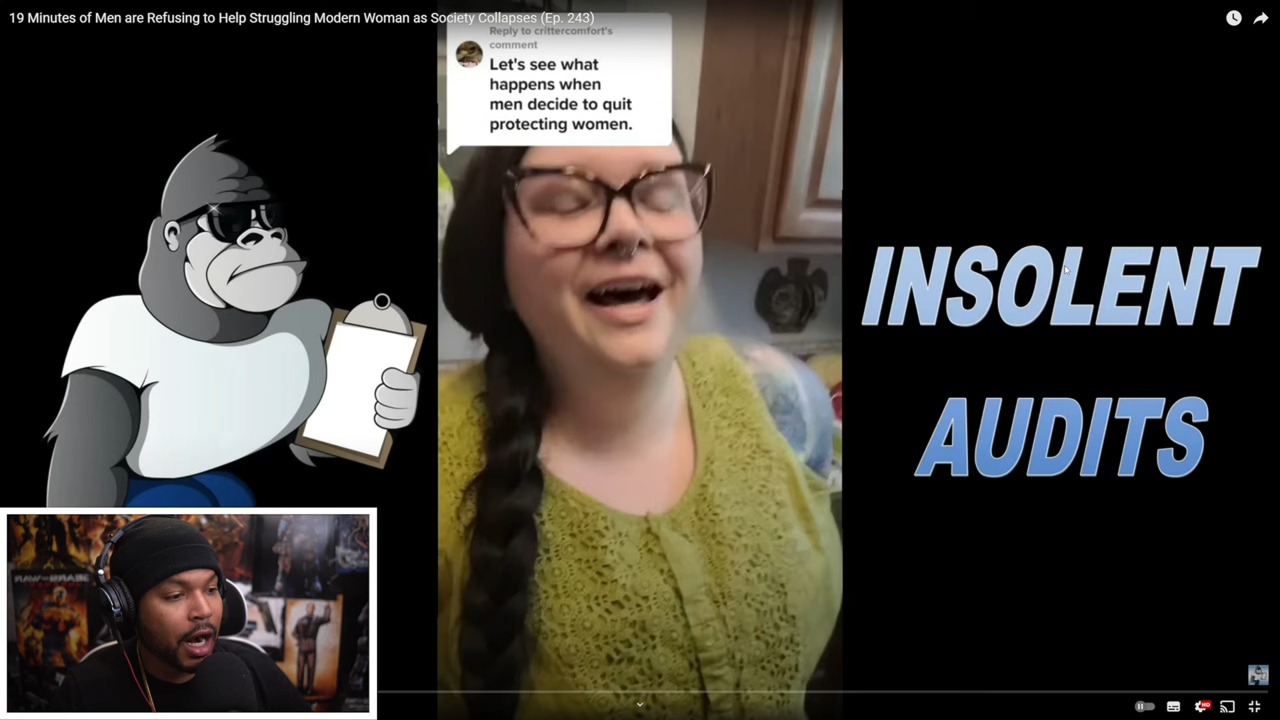 19 Minutes of Men are Refusing to Help Struggling Modern Woman as Society Collapses (Ep. 243)
Reply to crittercomfort's
comment
Let's see what
happens when
men decide to quit
protecting women.
INSOLENT
AUDITS
HD